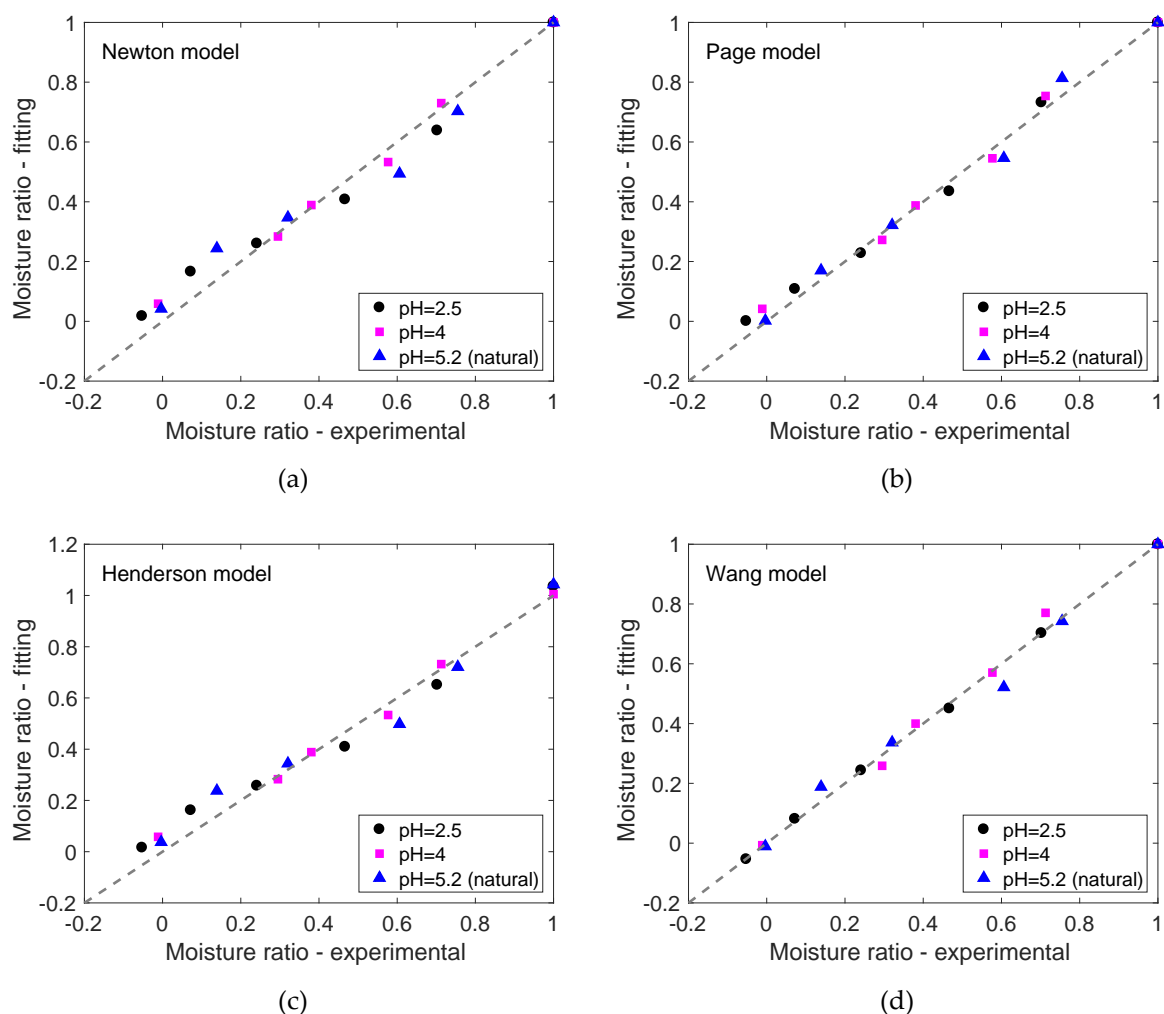 Newton model
1
0.8
0.6
0.4
0.2
0
-0.2
Moisture ratio - fitting
pH=2.5
pH=4
pH=5.2 (natural)
-0.2 0 0.2 0.4 0.6 0.8 1
Moisture ratio - experimental
(a)
Page model
1
0.8
0.6
0.4
0.2
0
-0.2
Moisture ratio - fitting
pH=2.5
pH=4
pH=5.2 (natural)
-0.2 0 0.2 0.4 0.6 0.8 1
Moisture ratio - experimental
(b)
Henderson model
1.2
1
0.8
0.6
0.4
0.2
0
-0.2
Moisture ratio - fitting
pH=2.5
pH=4
pH=5.2 (natural)
-0.2 0 0.2 0.4 0.6 0.8 1
Moisture ratio - experimental
(c)
Wang model
1
0.8
0.6
0.4
0.2
0
-0.2
Moisture ratio - fitting
pH=2.5
pH=4
pH=5.2 (natural)
-0.2 0 0.2 0.4 0.6 0.8 1
Moisture ratio - experimental
(d)